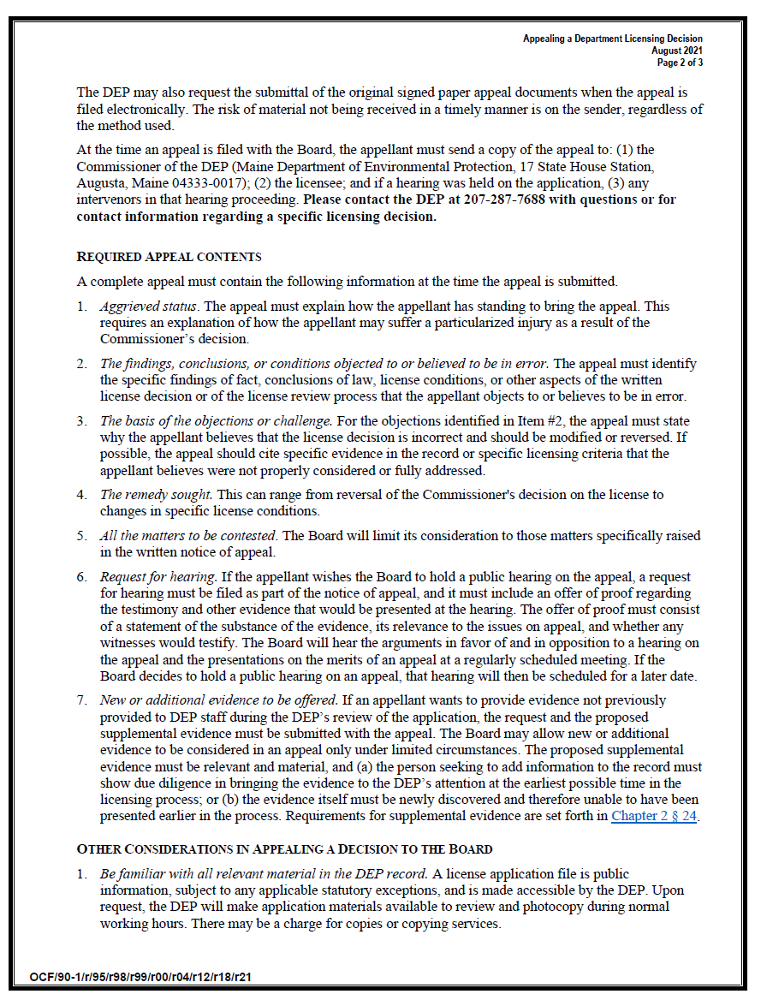 Appealing a Department Licensing Decision
August 2021
Page 2 of 3
The DEP may also request the submittal of the original signed paper appeal documents when the appeal is
filed electronically. The risk of material not being received in a timely manner is on the sender, regardless of
the method used.
At the time an appeal is filed with the Board, the appellant must send a copy of the appeal to: (1) the
Commissioner of the DEP (Maine Department of Environmental Protection, 17 State House Station,
Augusta, Maine 04333-0017); (2) the licensee; and if a hearing was held on the application, (3) any
intervenors in that hearing proceeding. Please contact the DEP at 207-287-7688 with questions or for
contact information regarding a specific licensing decision.
REQUIRED APPEAL CONTENTS
A complete appeal must contain the following information at the time the appeal is submitted.
1. Aggrieved status. The appeal must explain how the appellant has standing to bring the appeal. This
requires an explanation of how the appellant may suffer a particularized injury as a result of the
Commissioner's decision.
2. The findings, conclusions, or conditions objected to or believed to be in error. The appeal must identify
the specific findings of fact, conclusions of law, license conditions, or other aspects of the written
license decision or of the license review process that the appellant objects to or believes to be in error.
3. The basis of the objections or challenge. For the objections identified in Item #2, the appeal must state
why the appellant believes that the license decision is incorrect and should be modified or reversed. If
possible, the appeal should cite specific evidence in the record or specific licensing criteria that the
appellant believes were not properly considered or fully addressed.
4. The remedy sought. This can range from reversal of the Commissioner's decision on the license to
changes in specific license conditions.
5. All the matters to be contested. The Board will limit its consideration to those matters specifically raised
in the written notice of appeal.
6. Request for hearing. If the appellant wishes the Board to hold a public hearing on the appeal, a request
for hearing must be filed as part of the notice of appeal, and it must include an offer of proof regarding
the testimony and other evidence that would be presented at the hearing. The offer of proof must consist
of a statement of the substance of the evidence, its relevance to the issues on appeal, and whether any
witnesses would testify. The Board will hear the arguments in favor of and in opposition to a hearing on
the appeal and the presentations on the merits of an appeal at a regularly scheduled meeting. If the
Board decides to hold a public hearing on an appeal, that hearing will then be scheduled for a later date.
7. New or additional evidence to be offered. If an appellant wants to provide evidence not previously
provided to DEP staff during the DEP's review of the application, the request and the proposed
supplemental evidence must be submitted with the appeal. The Board may allow new or additional
evidence to be considered in an appeal only under limited circumstances. The proposed supplemental
evidence must be relevant and material, and (a) the person seeking to add information to the record must
show due diligence in bringing the evidence to the DEP's attention at the earliest possible time in the
licensing process; or (b) the evidence itself must be newly discovered and therefore unable to have been
presented earlier in the process. Requirements for supplemental evidence are set forth in Chapter 2 § 24.
OTHER CONSIDERATIONS IN APPEALING A DECISION TO THE BOARD
1. Be familiar with all relevant material in the DEP record. A license application file is public
information, subject to any applicable statutory exceptions, and is made accessible by the DEP. Upon
request, the DEP will make application materials available to review and photocopy during normal
working hours. There may be a charge for copies or copying services.
OCF/90-1/r/95/r98/r99/r00/r04/r12/r18/r21